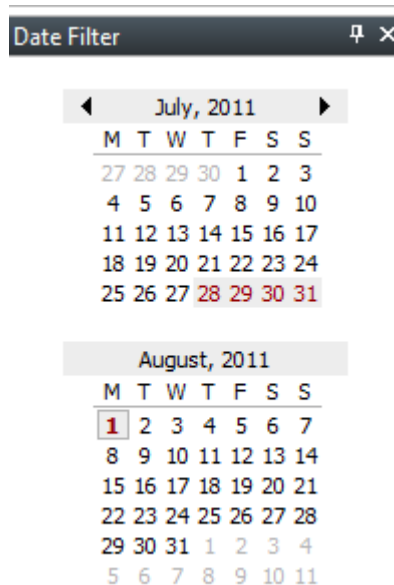 Date Filter
July, 2011
M T W T F S S
27 28 29 30 1 2 3
4 5 6 7 8 9 10
11 12 13 14 15 16 17
18 19 20 21 22 23 24
25 26 27 28 29 30 31
August, 2011
M T W T F S S
1 2 3 4 5 6 7
8 9 10 11 12 13 14
15 16 17 18 19 20 21
22 23 24 25 26 27 28
29 30 31 1 2 3 4
5 6 7 8 9 10 11